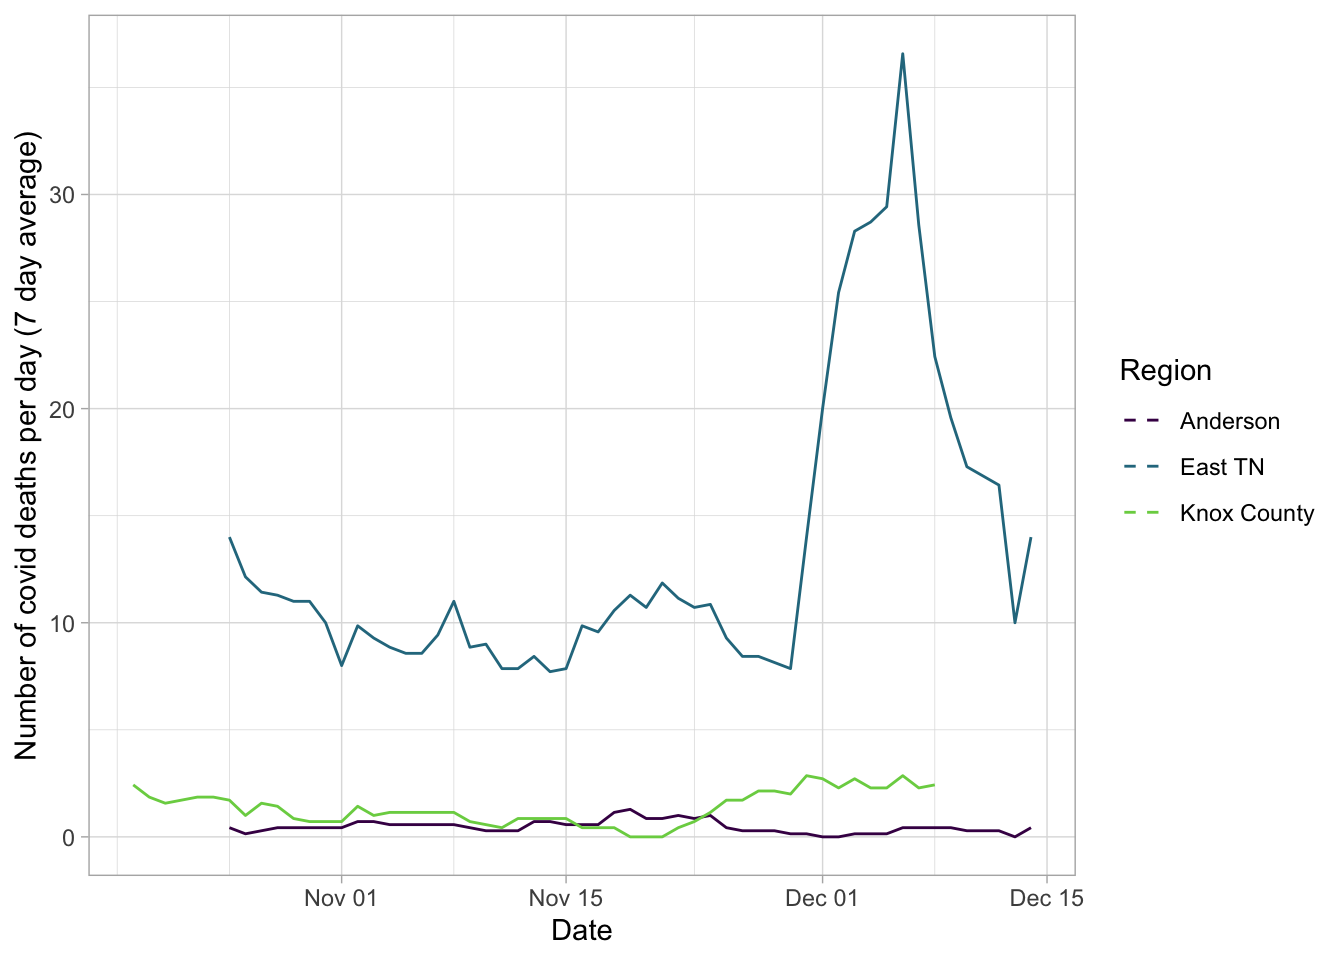 Number of covid deaths per day (7 day average)
30
20
10
0
Nov 01
Nov 15
Dec 01
Dec 15
Date
Region
Anderson
East TN
Knox County